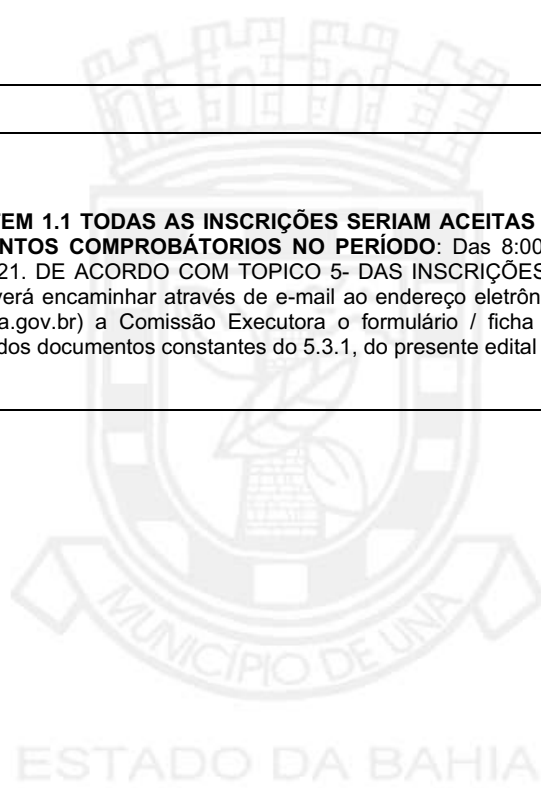 TEM 1.1 TODAS AS INSCRIÇÕES SERIAM ACEITAS
NTOS COMPROBÁTORIOS NO PERÍODO: Das 8:00
21. DE ACORDO COM TOPICO 5- DAS INSCRIÇÕES
verá encaminhar através de e-mail ao endereço eletrôn
a.gov.br) a Comissão Executora o formulário / ficha
dos documentos constantes do 5.3.1, do presente edital
MUNICÍPIO DE UNA
ESTADO DA BAHIA